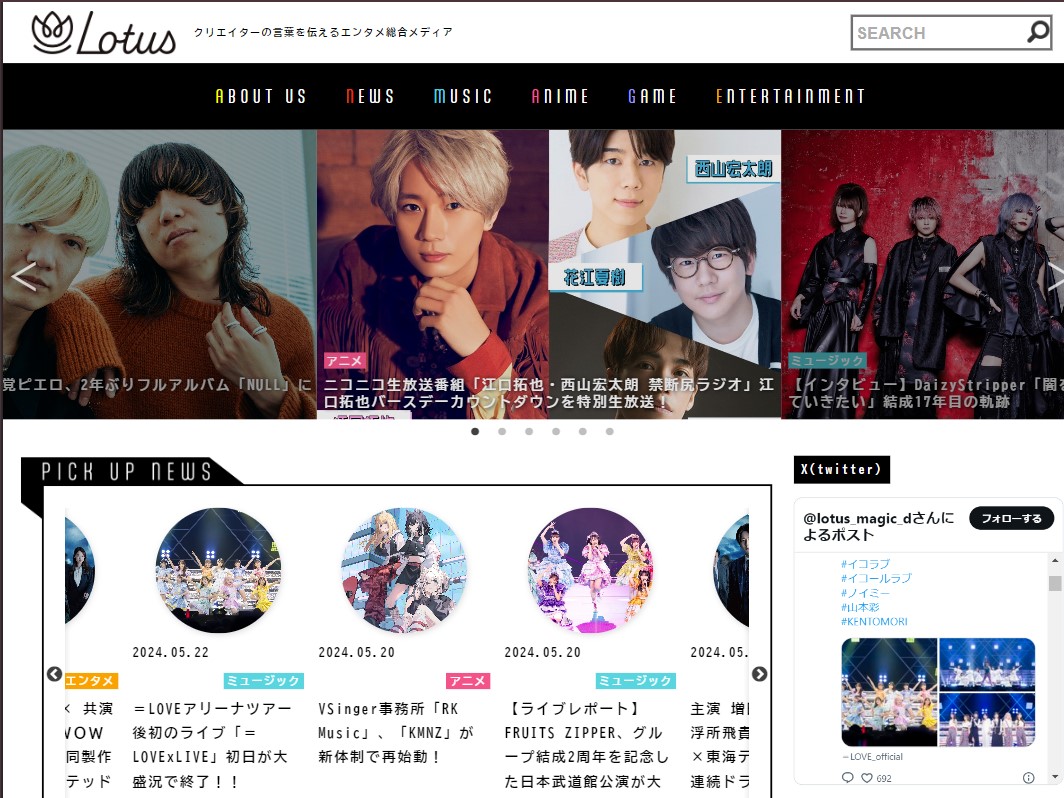 Lotus
クリエイターの言葉を伝えるエンタメ総合メディア
SEARCH
ABOUT US NEWS MUSIC ANIME GAME ENTERTAINMENT
西山宏太朗
花江夏樹
覚ピエロ、2年ぶりフルアルバム「NULL」に
アニメ
ニコニコ生放送番組「江口拓也・西山宏太朗 禁断尻ラジオ」江
口拓也バースデーカウントダウンを特別生放送！
ミュージック
【インタビュー】DaizyStripper「闇を
ていきたい」結成17年目の軌跡
PICK UP NEWS
エンタメ
× 共演
WOW
同製作
テッド
2024.05.22
ミュージック
＝LOVEアリーナツアー
後初のライブ「＝
LOVExLIVE」初日が大
盛況で終了！！
2024.05.20
アニメ
VSinger事務所「RK
Music」、「KMNZ」が
新体制で再始動！
2024.05.20
ミュージック
【ライブレポート】
FRUITS ZIPPER、グル
ープ結成2周年を記念し
た日本武道館公演が大
2024.05.
主演 増
浮所飛貴
×東海テ
連続ドラ
X(twitter)
@lotus_magic_dさんに
よるポスト
フォローする
#イコラブ
#イコールラブ
#ノイミー
#山本彩
#KENTOMORI
＝LOVE_official
692